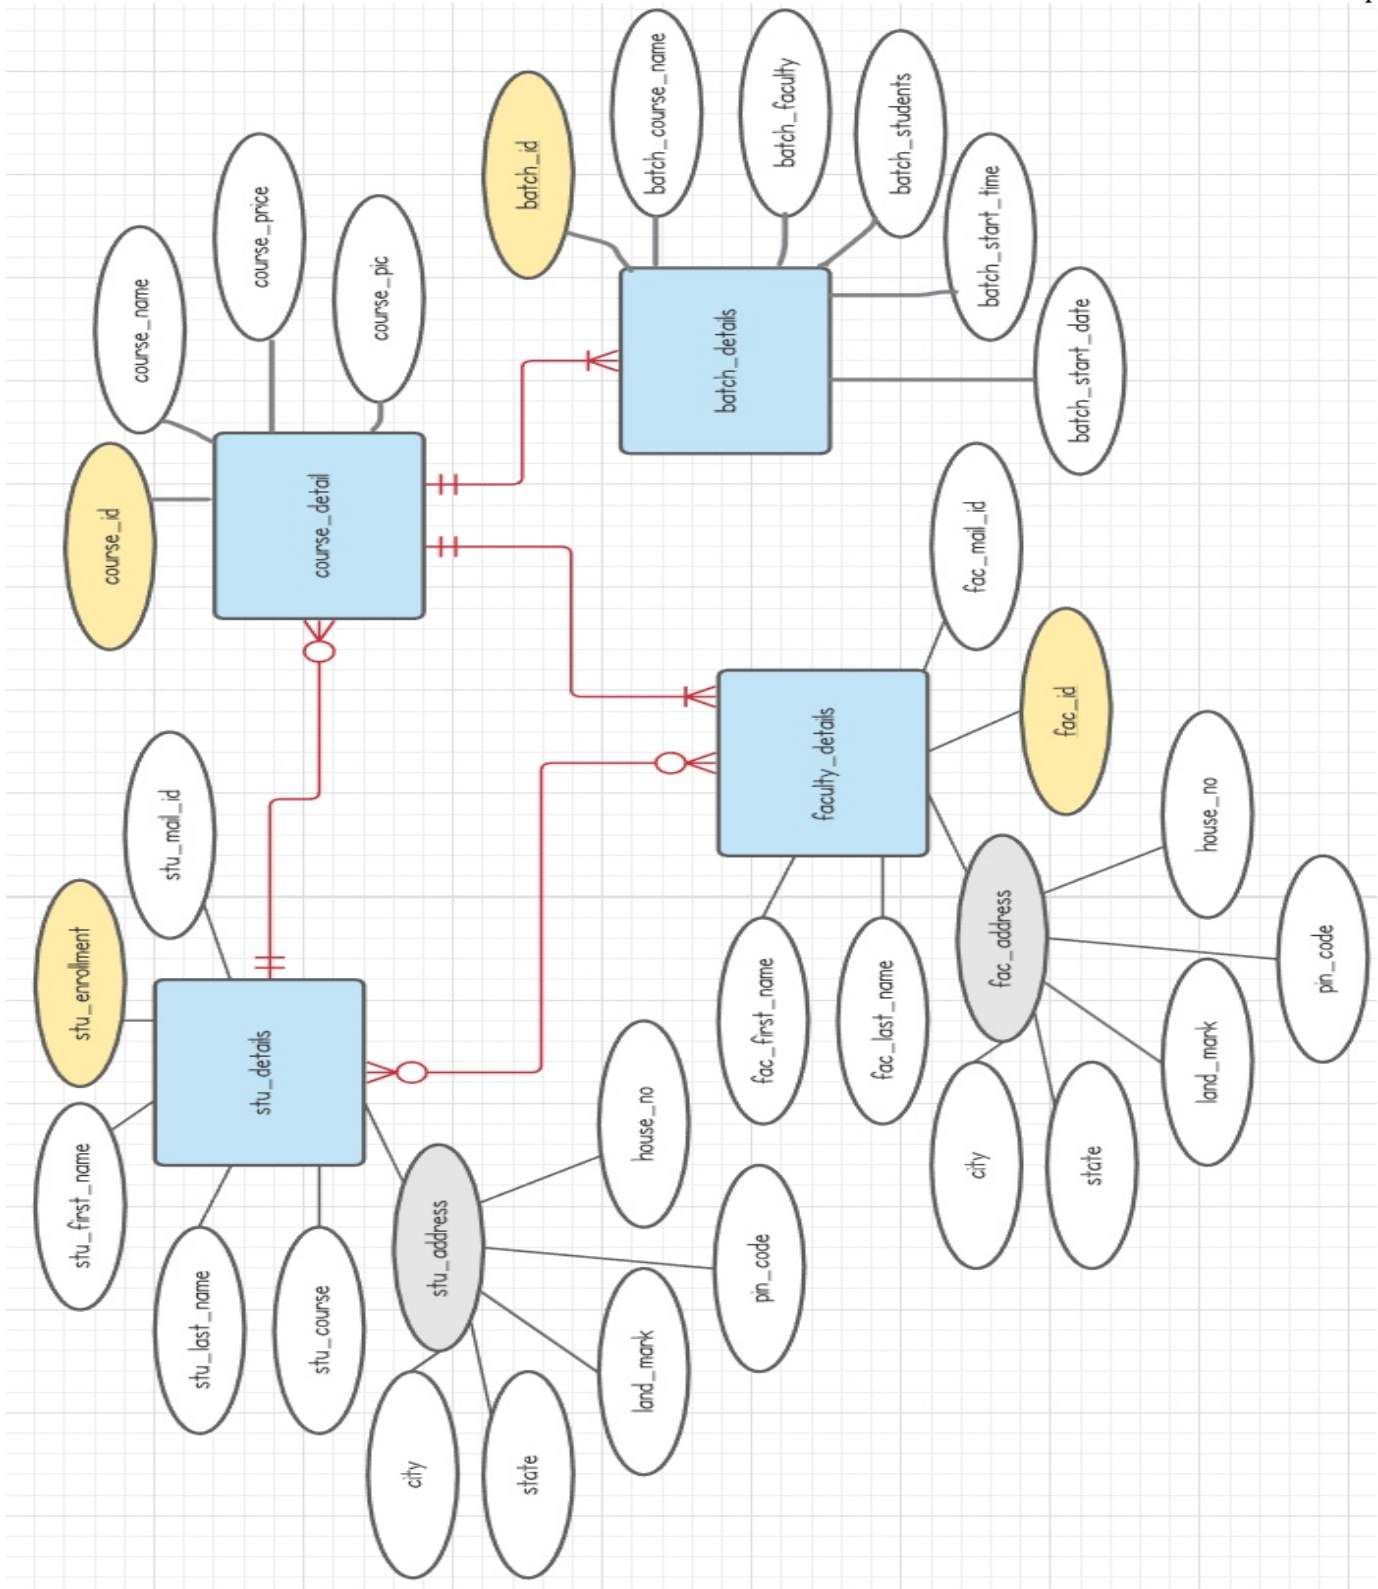 stu_first_name
stu_enrollment
stu_mail_id
stu_last_name
stu_details
stu_course
stu_address
city
state
land_mark
pin_code
house_no
course_id
course_name
course_price
course_pic
course_detail
batch_id
batch_course_name
batch_faculty
batch_students
batch_start_time
batch_start_date
batch_details
faculty_details
fac_mail_id
fac_id
fac_first_name
fac_last_name
fac_address
city
state
land_mark
pin_code
house_no